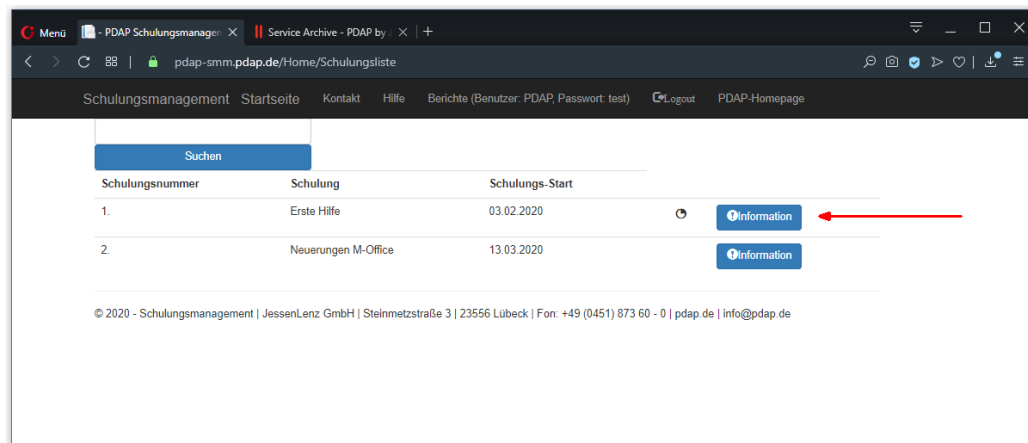 Menü
- PDAP Schulungsmanagen
Service Archive - PDAP by
pdap-smm.pdap.de/Home/Schulungsliste
Schulungsmanagement Startseite Kontakt Hilfe Berichte (Benutzer: PDAP, Passwort: test) Logout PDAP-Homepage
Suchen
Schulungsnummer Schulung Schulungs-Start
1. Erste Hilfe 03.02.2020 Information
2. Neuerungen M-Office 13.03.2020 Information
© 2020 - Schulungsmanagement | JessenLenz GmbH | Steinmetzstraße 3 | 23556 Lübeck | Fon: +49 (0451) 873 60 - 0 | pdap.de | info@pdap.de